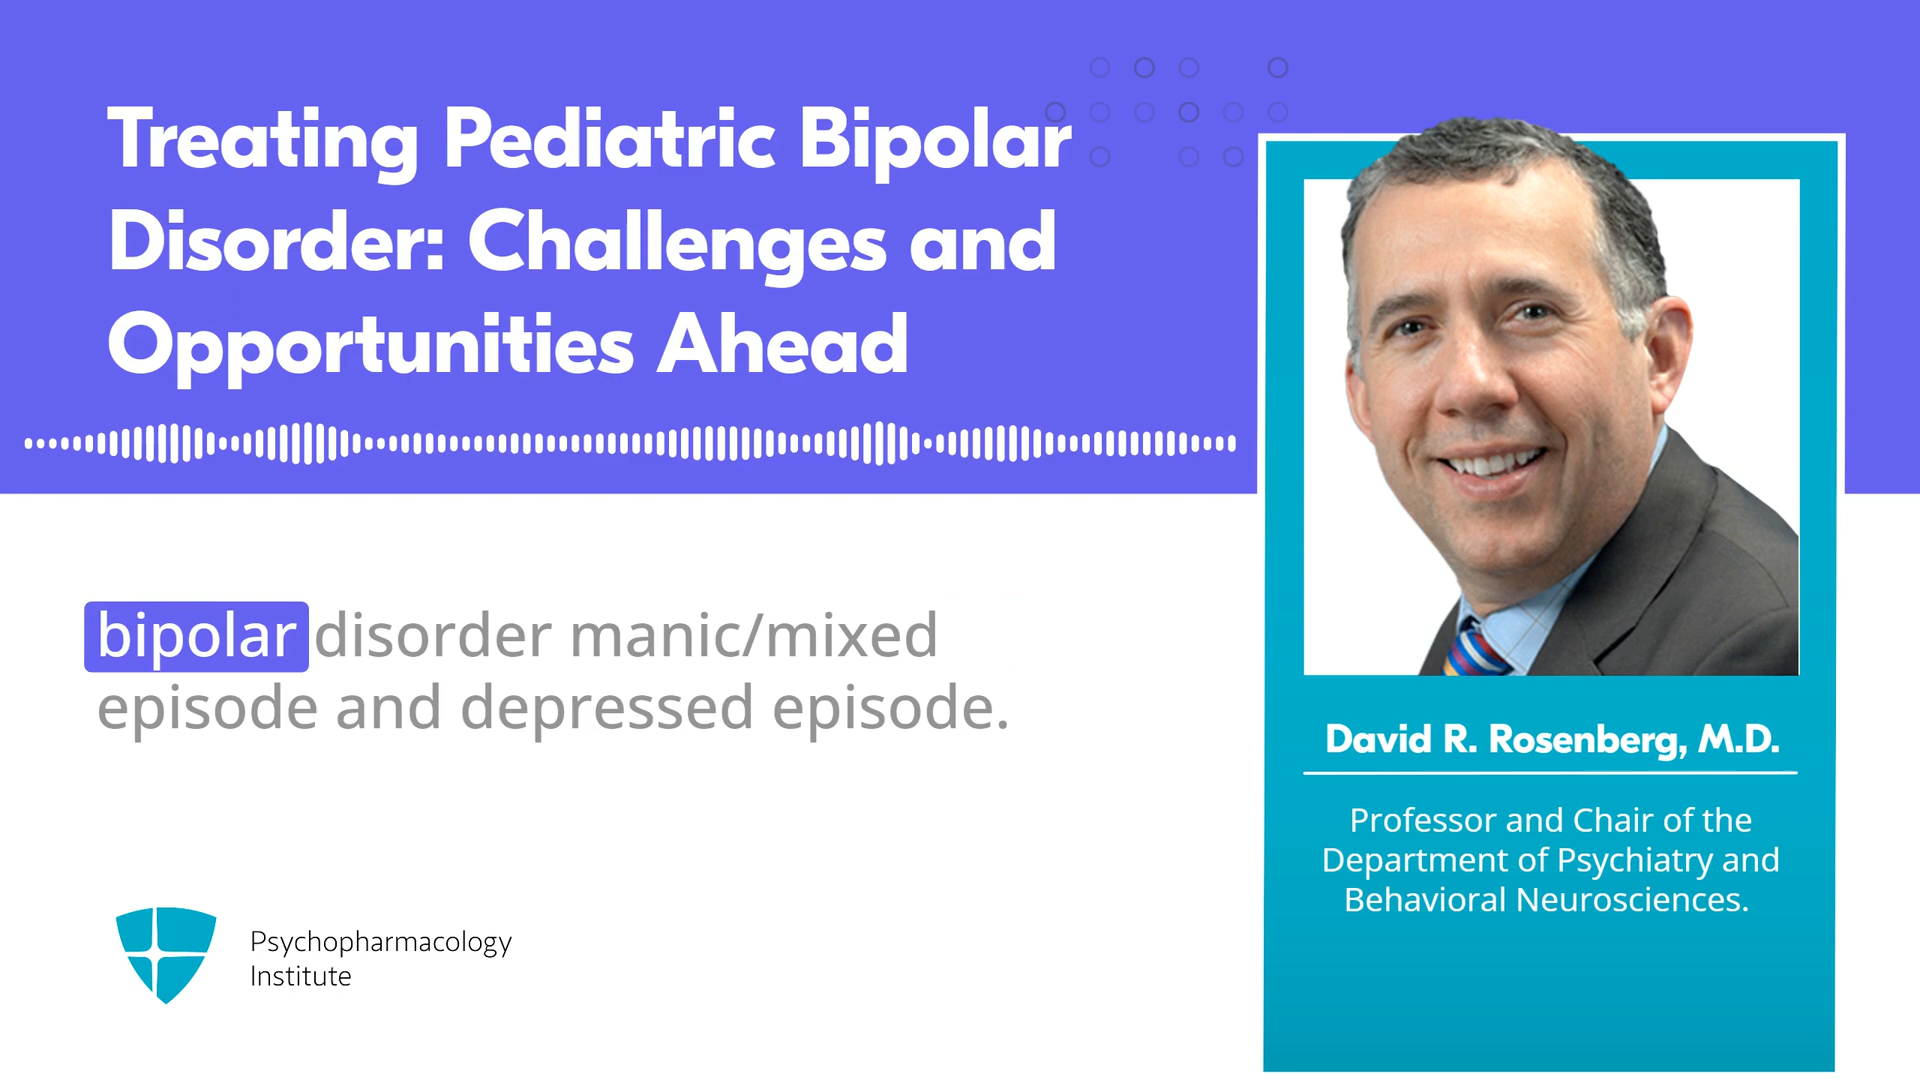 Treating Pediatric Bipolar
Disorder: Challenges and
Opportunities Ahead
bipolar disorder manic/mixed
episode and depressed episode.
Psychopharmacology
Institute
David R. Rosenberg, M.D.
Professor and Chair of the
Department of Psychiatry and
Behavioral Neurosciences.